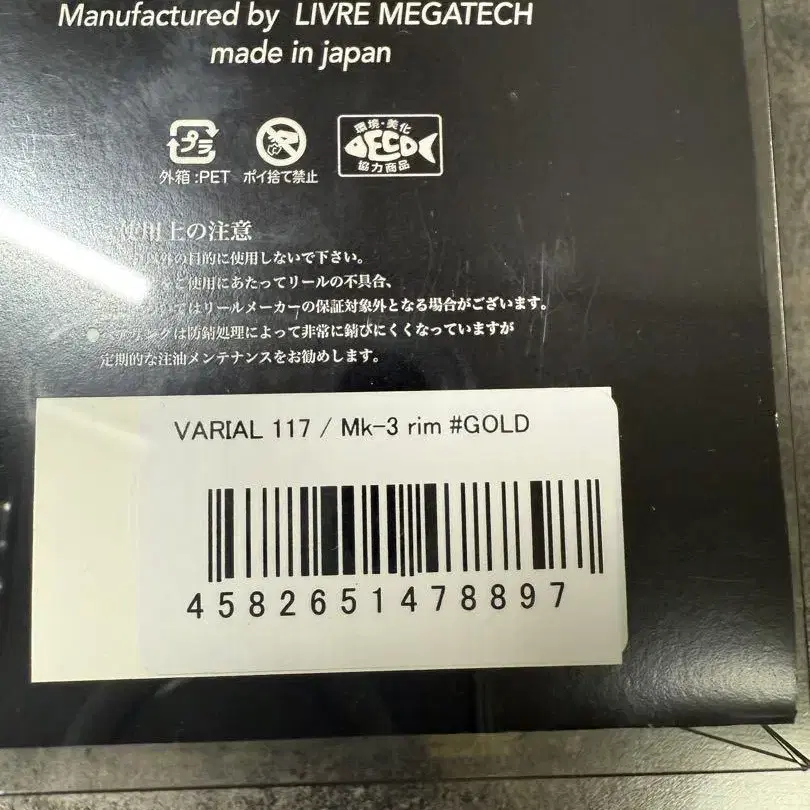 Manufactured by LIVRE MEGATECH
made in japan
プラ
環境・美化
ECO
協力商品
外箱:PET
ポイ捨て禁止
使用上の注意
以外の目的に使用しないで下さい。
をご使用にあたってリールの不具合、
てはリールメーカーの保証対象外となる場合がございます。
は防錆処理によって非常に錆びにくくなっていますが
定期的な注油メンテナンスをお勧めします。
VARIAL 117 / Mk-3 rim #GOLD
4582651478897